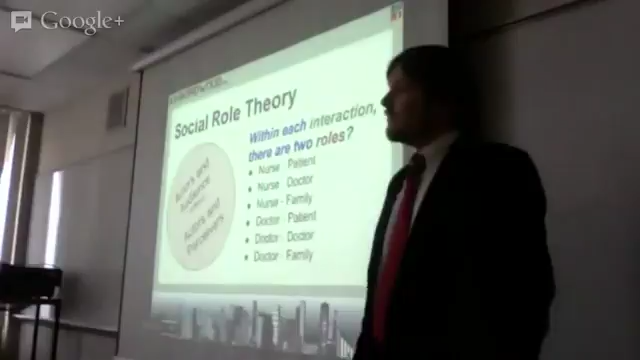 Google+
Social Role Theory
Within each interaction,
there are two roles?
Nurse - Patient
Nurse - Doctor
Nurse - Family
Doctor - Patient
Doctor - Doctor
Doctor - Family
Actors and
Audience
Actors and